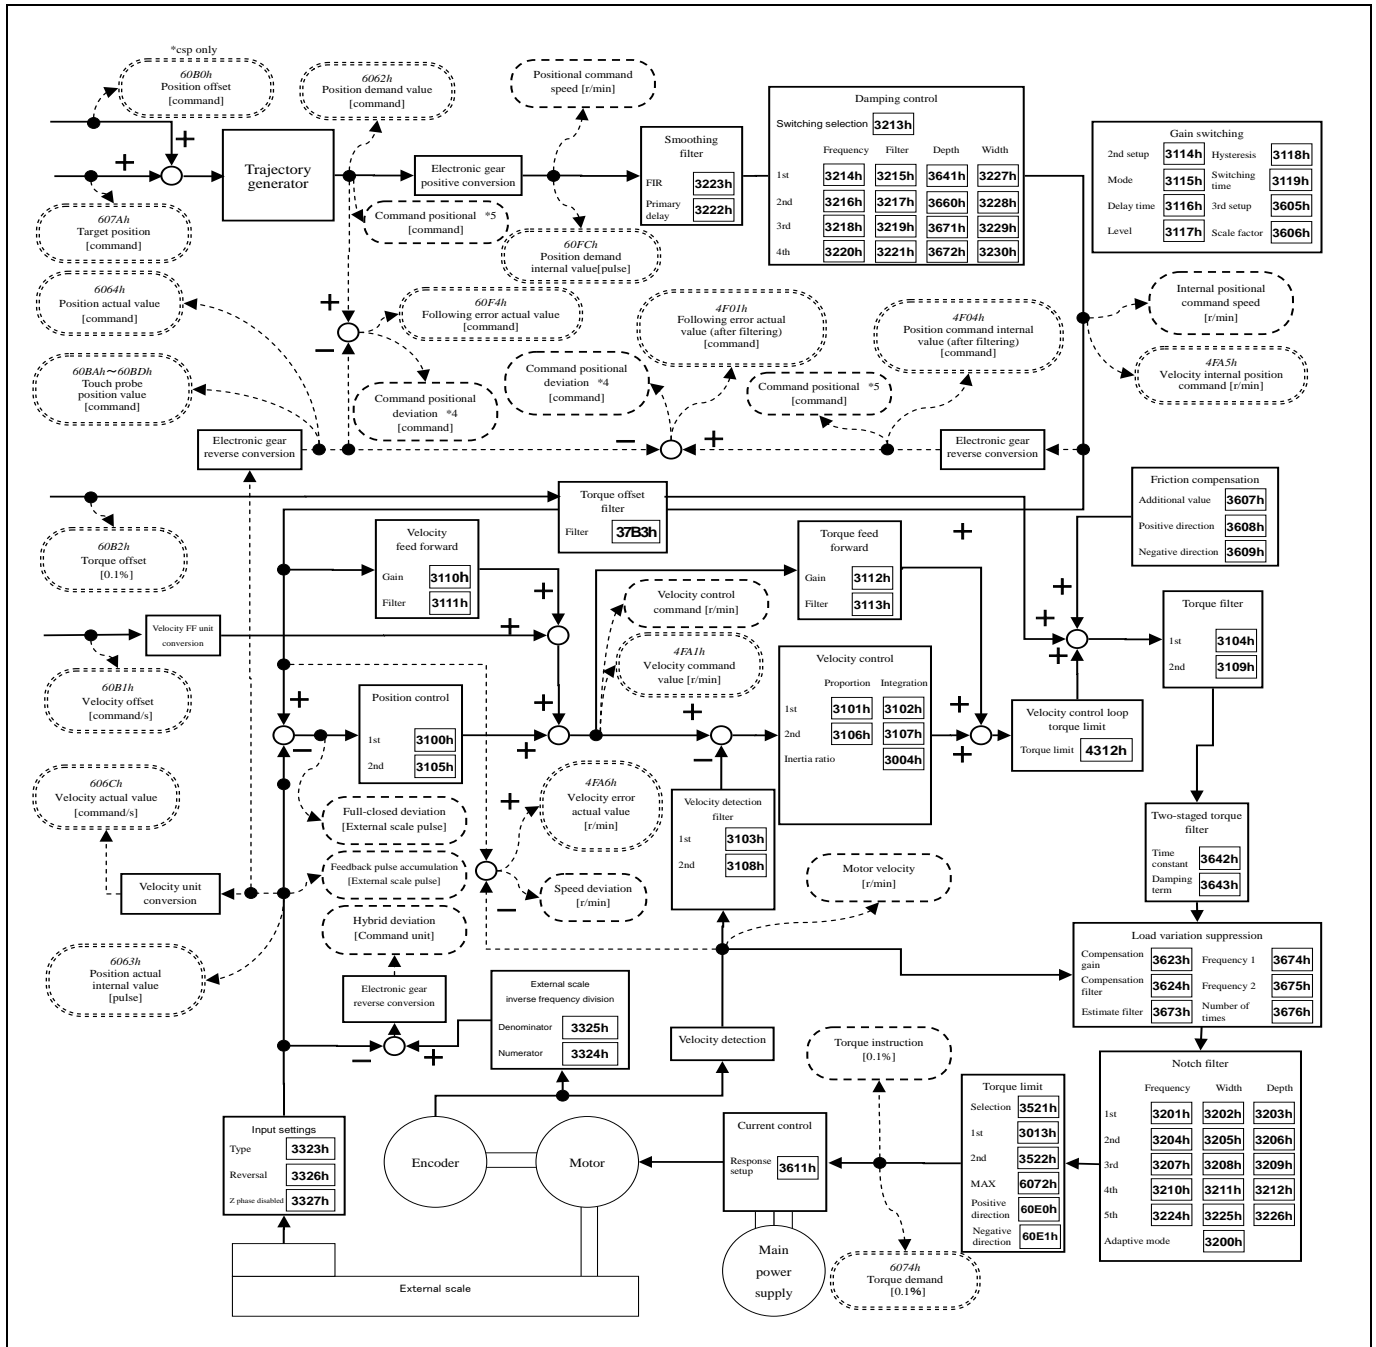 *csp only
60B0h
Position offset
[command]
6062h
Position demand value
[command]
Positional command
speed [r/min]
Trajectory
generator
Electronic gear
positive conversion
Smoothing
filter
FIR 3223h
Primary
delay 3222h
Damping control
Switching selection 3213h
Frequency Filter Depth Width
1st 3214h 3215h 3641h 3227h
2nd 3216h 3217h 3660h 3228h
3rd 3218h 3219h 3671h 3229h
4th 3220h 3221h 3672h 3230h
Gain switching
2nd setup 3114h Hysteresis 3118h
Mode 3115h Switching
time 3119h
Delay time 3116h 3rd setup 3605h
Level 3117h Scale factor 3606h
607Ah
Target position
[command]
Command positional *5
[command]
60FCh
Position demand
internal value[pulse]
6064h
Position actual value
[command]
60F4h
Following error actual value
[command]
4F01h
Following error actual
value (after filtering)
[command]
4F04h
Position command internal
value (after filtering)
[command]
Internal positional
command speed
[r/min]
4FA5h
Velocity internal position
command [r/min]
60BAh～60BDh
Touch probe
position value
[command]
Command positional
deviation *4
[command]
Command positional
deviation *4
[command]
Command positional *5
[command]
Electronic gear
reverse conversion
Electronic gear
reverse conversion
Torque offset
filter
Filter 37B3h
Friction compensation
Additional value 3607h
Positive direction 3608h
Negative direction 3609h
60B2h
Torque offset
[0.1%]
Velocity
feed forward
Gain 3110h
Filter 3111h
Torque feed
forward
Gain 3112h
Filter 3113h
Velocity control
command [r/min]
4FA1h
Velocity command
value [r/min]
Velocity FF unit
conversion
60B1h
Velocity offset
[command/s]
Position control
1st 3100h
2nd 3105h
Velocity control
Proportion Integration
1st 3101h 3102h
2nd 3106h 3107h
Inertia ratio 3004h
Torque filter
1st 3104h
2nd 3109h
Velocity control loop
torque limit
Torque limit 4312h
606Ch
Velocity actual value
[command/s]
Full-closed deviation
[External scale pulse]
4FA6h
Velocity error
actual value
[r/min]
Velocity detection
filter
1st 3103h
2nd 3108h
Two-staged torque
filter
Time
constant 3642h
Damping
term 3643h
Velocity unit
conversion
Feedback pulse accumulation
[External scale pulse]
Speed deviation
[r/min]
Motor velocity
[r/min]
Hybrid deviation
[Command unit]
6063h
Position actual
internal value
[pulse]
Load variation suppression
Compensation
gain 3623h Frequency 1 3674h
Compensation
filter 3624h Frequency 2 3675h
Estimate filter 3673h Number of
times 3676h
Electronic gear
reverse conversion
External scale
inverse frequency division
Denominator 3325h
Numerator 3324h
Velocity detection
Torque instruction
[0.1%]
Notch filter
Frequency Width Depth
1st 3201h 3202h 3203h
2nd 3204h 3205h 3206h
3rd 3207h 3208h 3209h
4th 3210h 3211h 3212h
5th 3224h 3225h 3226h
Adaptive mode 3200h
Torque limit
Selection 3521h
1st 3013h
2nd 3522h
MAX 6072h
Positive
direction 60E0h
Negative
direction 60E1h
Input settings
Type 3323h
Reversal 3326h
Z phase disabled 3327h
Encoder
Motor
Current control
Response
setup 3611h
Main
power
supply
6074h
Torque demand
[0.1%]
External scale